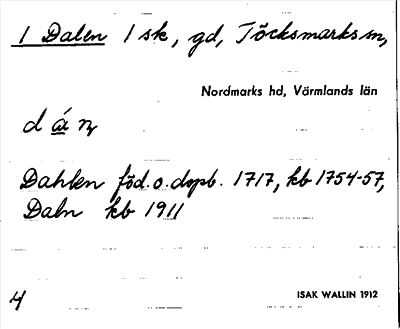 1 Dalen 1 sk, gd, Töcksmarks sn,
Nordmarks hd, Värmlands län
d á n
Dahlen föd. o. dopb. 1717, kb 1754-57,
Daln kb 1911
4
ISAK WALLIN 1912